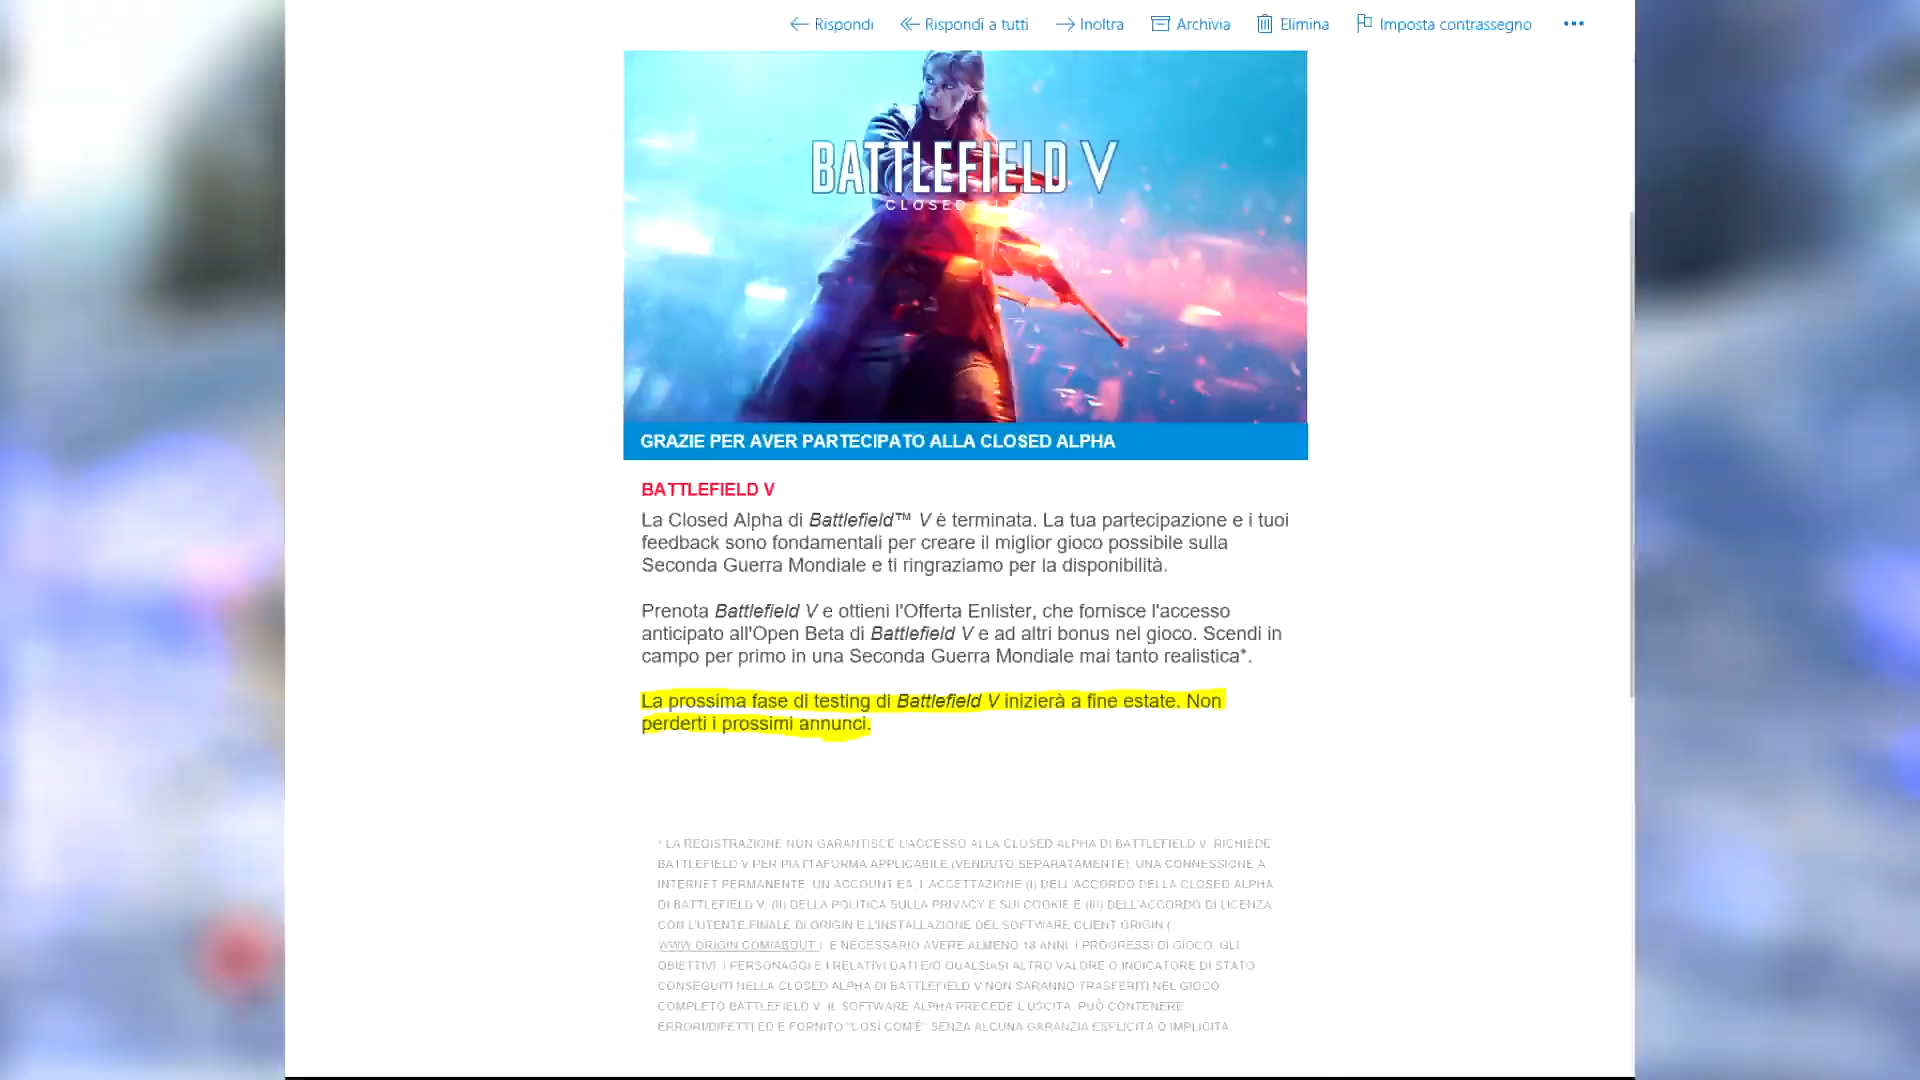 Rispondi Rispondi a tutti Inoltra Archivia Elimina Imposta contrassegno
BATTLEFIELD V
CLOSED ALPHA
GRAZIE PER AVER PARTECIPATO ALLA CLOSED ALPHA
BATTLEFIELD V
La Closed Alpha di Battlefield™ V è terminata. La tua partecipazione e i tuoi
feedback sono fondamentali per creare il miglior gioco possibile sulla
Seconda Guerra Mondiale e ti ringraziamo per la disponibilità.
Prenota Battlefield V e ottieni l'Offerta Enlister, che fornisce l'accesso
anticipato all'Open Beta di Battlefield V e ad altri bonus nel gioco. Scendi in
campo per primo in una Seconda Guerra Mondiale mai tanto realistica*.
La prossima fase di testing di Battlefield V inizierà a fine estate. Non
perderti i prossimi annunci.
* LA REGISTRAZIONE NON GARANTISCE L'ACCESSO ALLA CLOSED ALPHA DI BATTLEFIELD V. RICHIEDE
BATTLEFIELD V PER PIATTAFORMA APPLICABILE (VENDUTO SEPARATAMENTE), UNA CONNESSIONE A
INTERNET PERMANENTE, UN ACCOUNT EA, L'ACCETTAZIONE (I) DELL'ACCORDO DELLA CLOSED ALPHA
DI BATTLEFIELD V, (II) DELLA POLITICA SULLA PRIVACY E SUI COOKIE E (III) DELL'ACCORDO DI LICENZA
CON L'UTENTE FINALE DI ORIGIN E L'INSTALLAZIONE DEL SOFTWARE CLIENT ORIGIN (
WWW.ORIGIN.COM/ABOUT ). È NECESSARIO AVERE ALMENO 18 ANNI. I PROGRESSI DI GIOCO, GLI
OBIETTIVI, I PERSONAGGI E I RELATIVI DATI E/O QUALSIASI ALTRO VALORE O INDICATORE DI STATO
CONSEGUITI NELLA CLOSED ALPHA DI BATTLEFIELD V NON SARANNO TRASFERITI NEL GIOCO
COMPLETO BATTLEFIELD V. IL SOFTWARE ALPHA PRECEDE L'USCITA, PUÒ CONTENERE
ERRORI/DIFETTI ED È FORNITO "COSÌ COM'È" SENZA ALCUNA GARANZIA ESPLICITA O IMPLICITA.